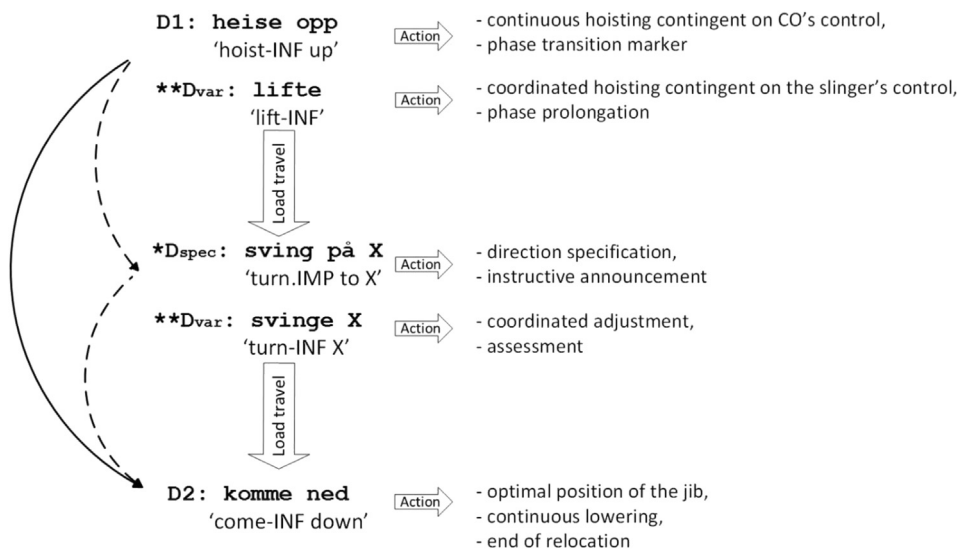 D1: heise opp
'hoist-INF up'
Action
- continuous hoisting contingent on CO's control,
- phase transition marker
**Dvar: lifte
'lift-INF'
Action
- coordinated hoisting contingent on the slinger's control,
- phase prolongation
Load travel
*Dspec: sving på X
'turn.IMP to X'
Action
- direction specification,
- instructive announcement
**Dvar: svinge X
'turn-INF X'
Action
- coordinated adjustment,
- assessment
Load travel
D2: komme ned
'come-INF down'
Action
- optimal position of the jib,
- continuous lowering,
- end of relocation